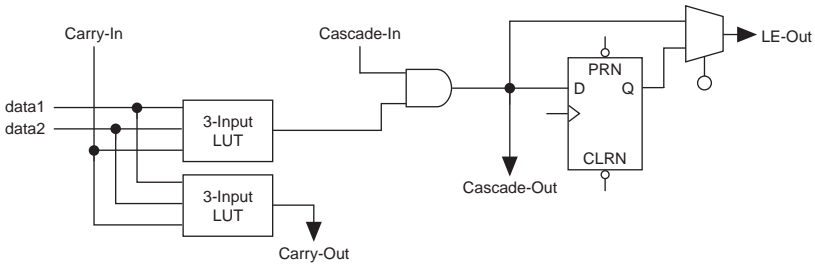 Carry-In
Cascade-In
LE-Out
PRN
D
Q
data1
data2
3-Input
LUT
CLRN
Cascade-Out
3-Input
LUT
Carry-Out